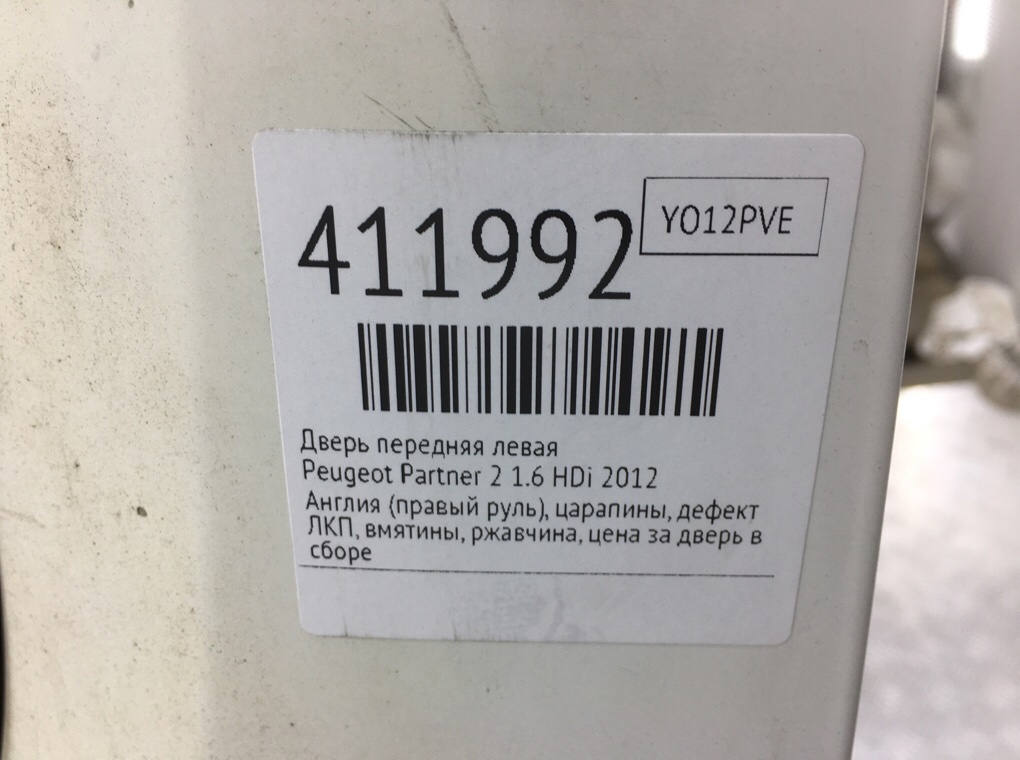 411992
YO12PVE
Дверь передняя левая
Peugeot Partner 2 1.6 HDi 2012
Англия (правый руль), царапины, дефект
ЛКП, вмятины, ржавчина, цена за дверь в
сборе